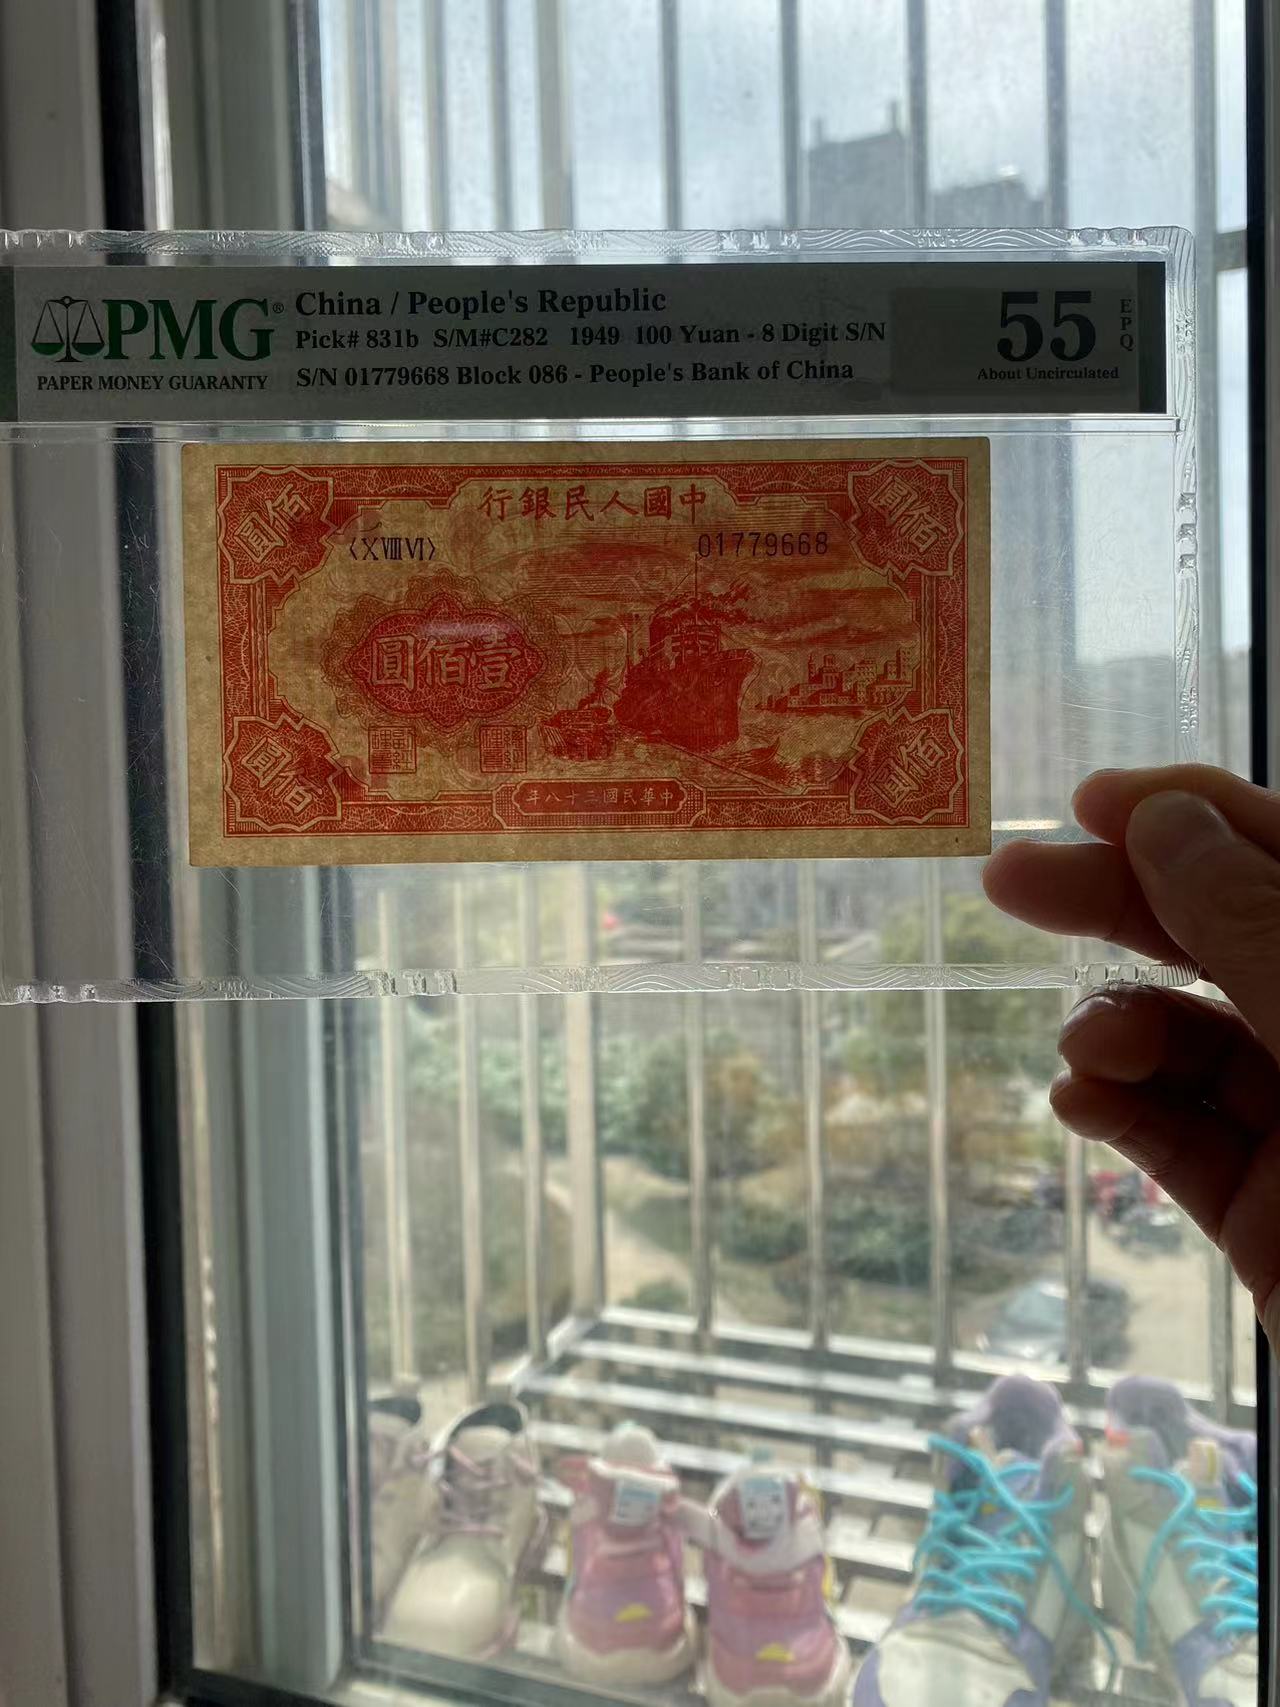 PMG®
PAPER MONEY GUARANTY
China / People's Republic
Pick# 831b S/M#C282 1949 100 Yuan - 8 Digit S/N
S/N 01779668 Block 086 - People's Bank of China
55
EPQ
About Uncirculated
圓佰
圓佰
行銀民人國中
〈X VIII VI〉
01779668
圓佰壹
圓佰
圓佰
年八十三國民華中